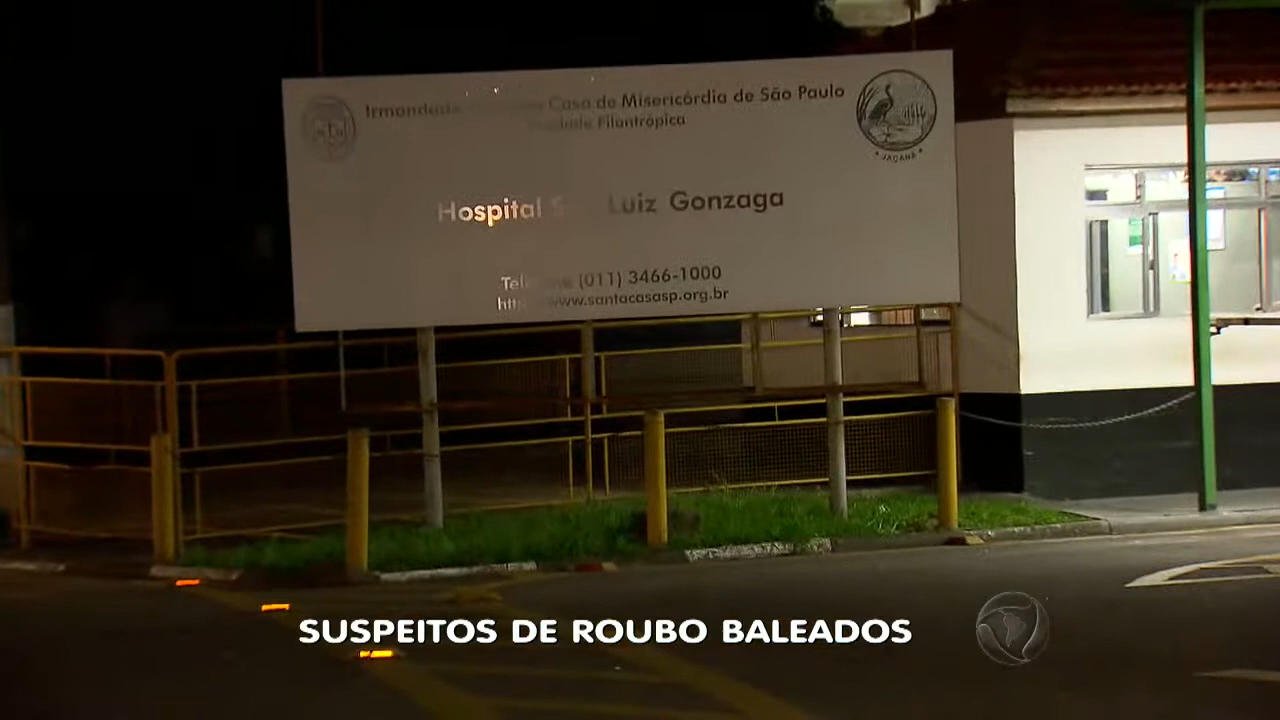 Irmandade Casa de Misericórdia de São Paulo
Filantrópica
JAÇANÃ
Hospital Luiz Gonzaga
(011) 3466-1000
www.santacasasp.org.br
SUSPEITOS DE ROUBO BALEADOS